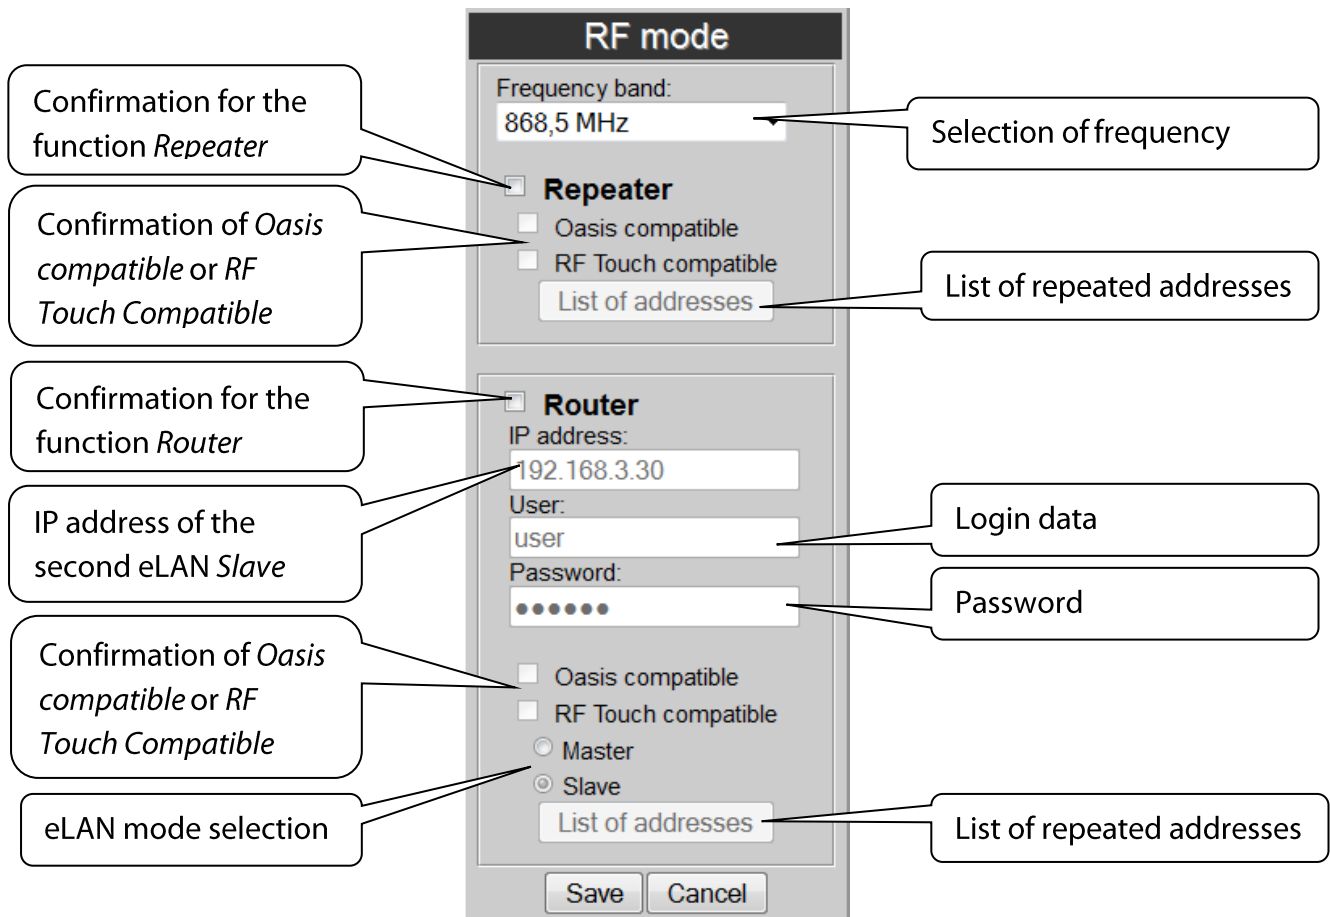 RF mode
Frequency band:
868,5 MHz
Repeater
Oasis compatible
RF Touch compatible
List of addresses
Router
IP address:
192.168.3.30
User:
user
Password:
●●●●●●
Oasis compatible
RF Touch compatible
Master
Slave
List of addresses
Save
Cancel
Confirmation for the
function Repeater
Confirmation of Oasis
compatible or RF
Touch Compatible
Confirmation for the
function Router
IP address of the
second eLAN Slave
Confirmation of Oasis
compatible or RF
Touch Compatible
eLAN mode selection
Selection of frequency
List of repeated addresses
Login data
Password
List of repeated addresses